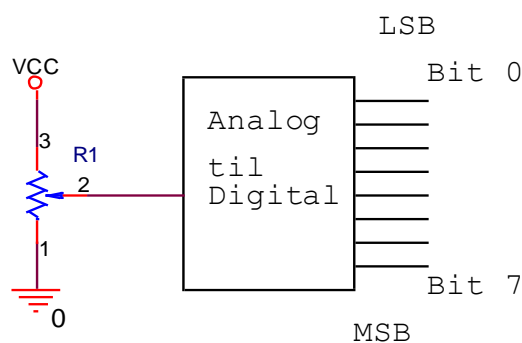 LSB
VCC
Bit 0
3
R1
Analog
til
2
Digital
1
Bit 7
0
MSB